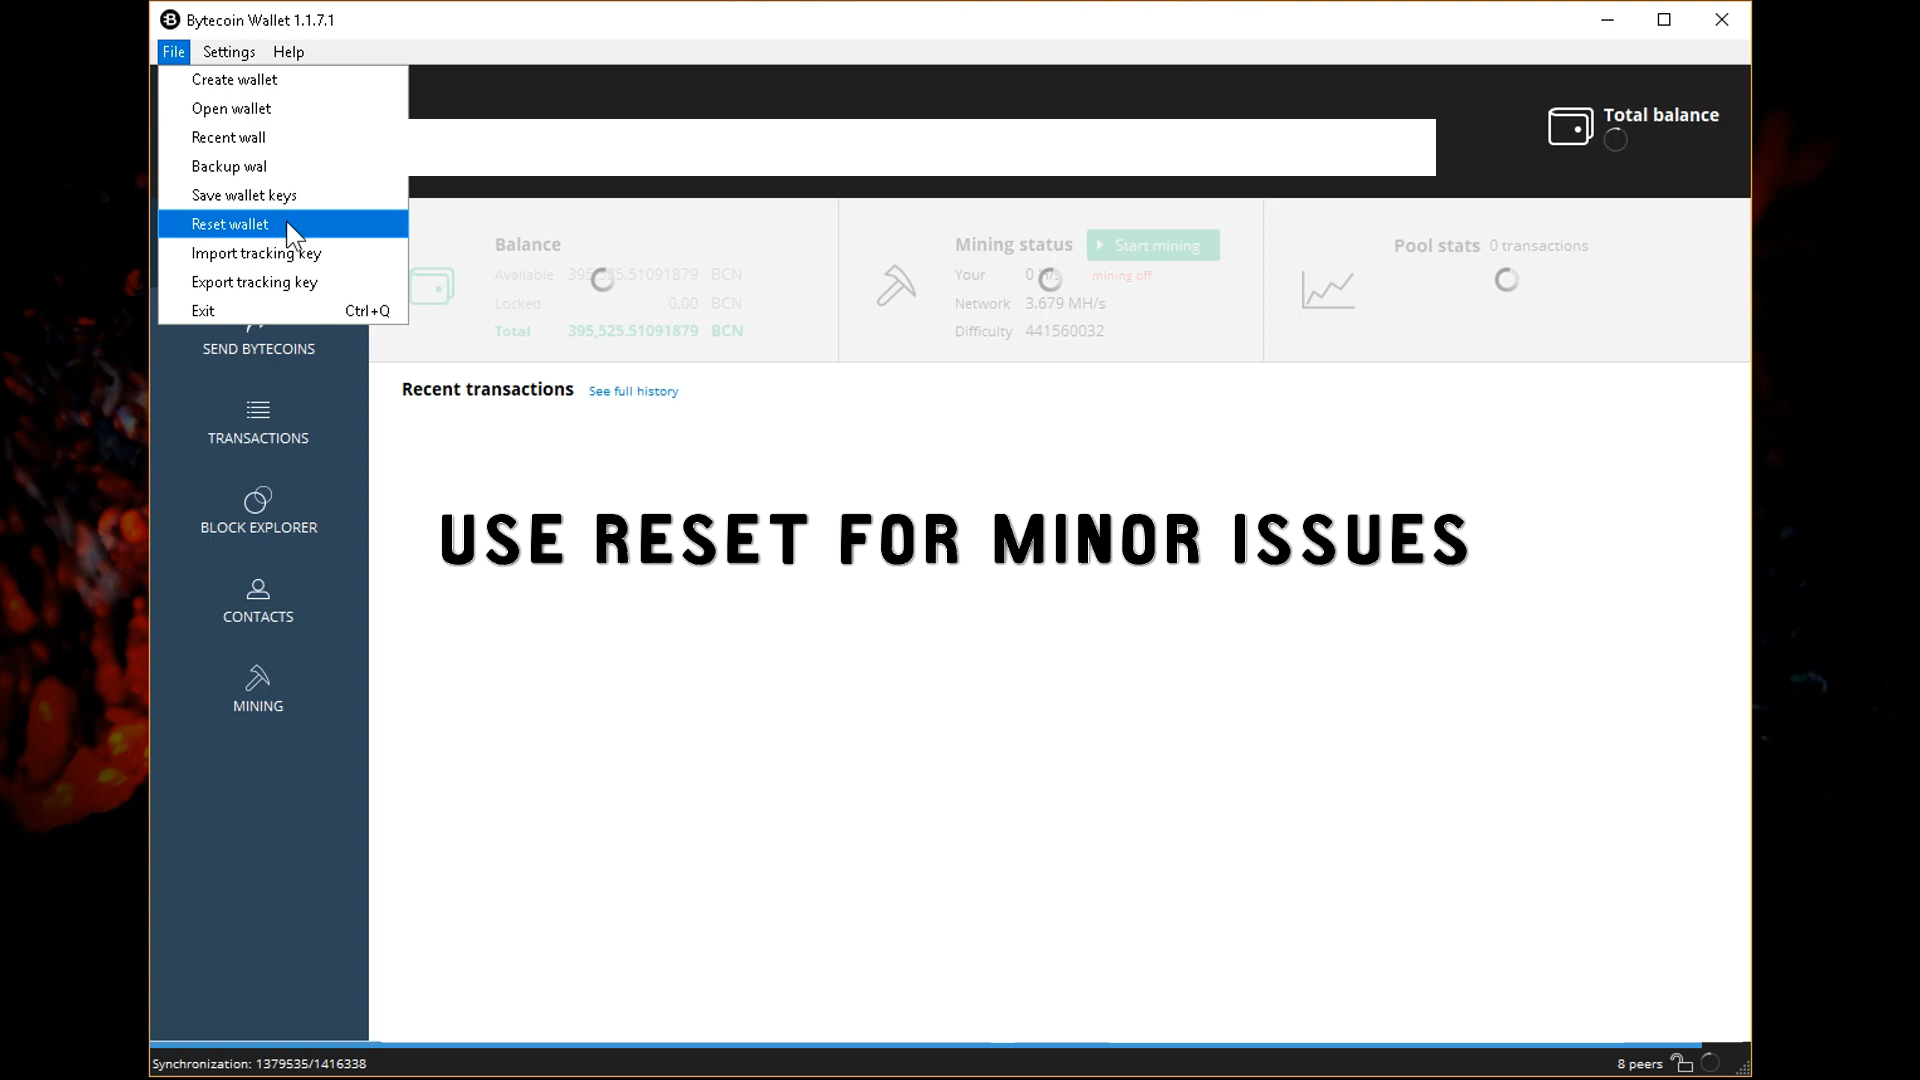 Bytecoin Wallet 1.1.7.1
File Settings Help
Create wallet
Open wallet
Recent wall
Backup wal
Save wallet keys
Reset wallet
Import tracking key
Export tracking key
Exit Ctrl+Q
Total balance
Balance
Available BCN
Locked 0.00 BCN
Total 395,525.51091879 BCN
Mining status Start mining
Your 0 mining off
Network 3.679 MH/s
Difficulty 441560032
Pool stats 0 transactions
SEND BYTECOINS
TRANSACTIONS
BLOCK EXPLORER
CONTACTS
MINING
Recent transactions See full history
USE RESET FOR MINOR ISSUES
Synchronization: 1379535/1416338
8 peers